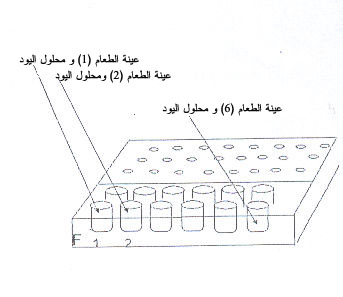 عينة الطعام (1) و محلول اليود
عينة الطعام (2) ومحلول اليود
عينة الطعام (6) و محلول اليود
F 1 2